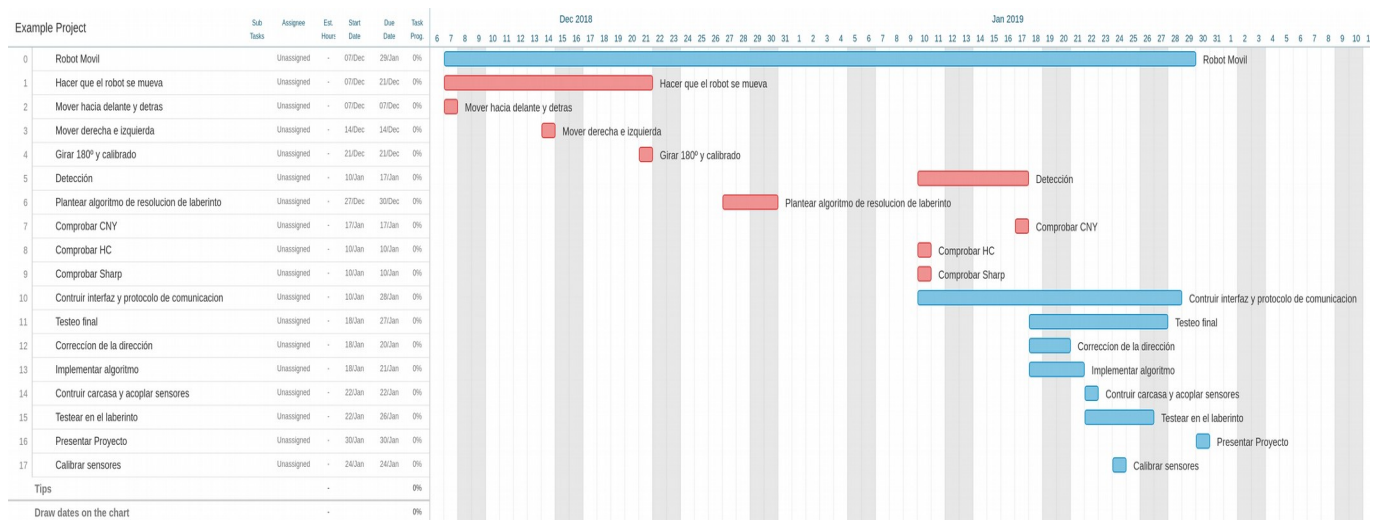 Dec 2018 Jan 2019
Example Project Sub Tasks Assignee Est. Hours Start Date Due Date Task Prog.
6 7 8 9 10 11 12 13 14 15 16 17 18 19 20 21 22 23 24 25 26 27 28 29 30 31 1 2 3 4 5 6 7 8 9 10 11 12 13 14 15 16 17 18 19 20 21 22 23 24 25 26 27 28 29 30 31 1 2 3 4 5 6 7 8 9 10 1
0 Robot Movil Unassigned - 07/Dec 29/Jan 0% Robot Movil
1 Hacer que el robot se mueva Unassigned - 07/Dec 21/Dec 0% Hacer que el robot se mueva
2 Mover hacia delante y detras Unassigned - 07/Dec 07/Dec 0% Mover hacia delante y detras
3 Mover derecha e izquierda Unassigned - 14/Dec 14/Dec 0% Mover derecha e izquierda
4 Girar 180º y calibrado Unassigned - 21/Dec 21/Dec 0% Girar 180º y calibrado
5 Detección Unassigned - 10/Jan 17/Jan 0% Detección
6 Plantear algoritmo de resolucion de laberinto Unassigned - 27/Dec 30/Dec 0% Plantear algoritmo de resolucion de laberinto
7 Comprobar CNY Unassigned - 17/Jan 17/Jan 0% Comprobar CNY
8 Comprobar HC Unassigned - 10/Jan 10/Jan 0% Comprobar HC
9 Comprobar Sharp Unassigned - 10/Jan 10/Jan 0% Comprobar Sharp
10 Contruir interfaz y protocolo de comunicacion Unassigned - 10/Jan 28/Jan 0% Contruir interfaz y protocolo de comunicacion
11 Testeo final Unassigned - 18/Jan 27/Jan 0% Testeo final
12 Correccíon de la dirección Unassigned - 18/Jan 20/Jan 0% Correccíon de la dirección
13 Implementar algoritmo Unassigned - 18/Jan 21/Jan 0% Implementar algoritmo
14 Contruir carcasa y acoplar sensores Unassigned - 22/Jan 22/Jan 0% Contruir carcasa y acoplar sensores
15 Testear en el laberinto Unassigned - 22/Jan 26/Jan 0% Testear en el laberinto
16 Presentar Proyecto Unassigned - 30/Jan 30/Jan 0% Presentar Proyecto
17 Calibrar sensores Unassigned - 24/Jan 24/Jan 0% Calibrar sensores
Tips - 0%
Draw dates on the chart - 0%